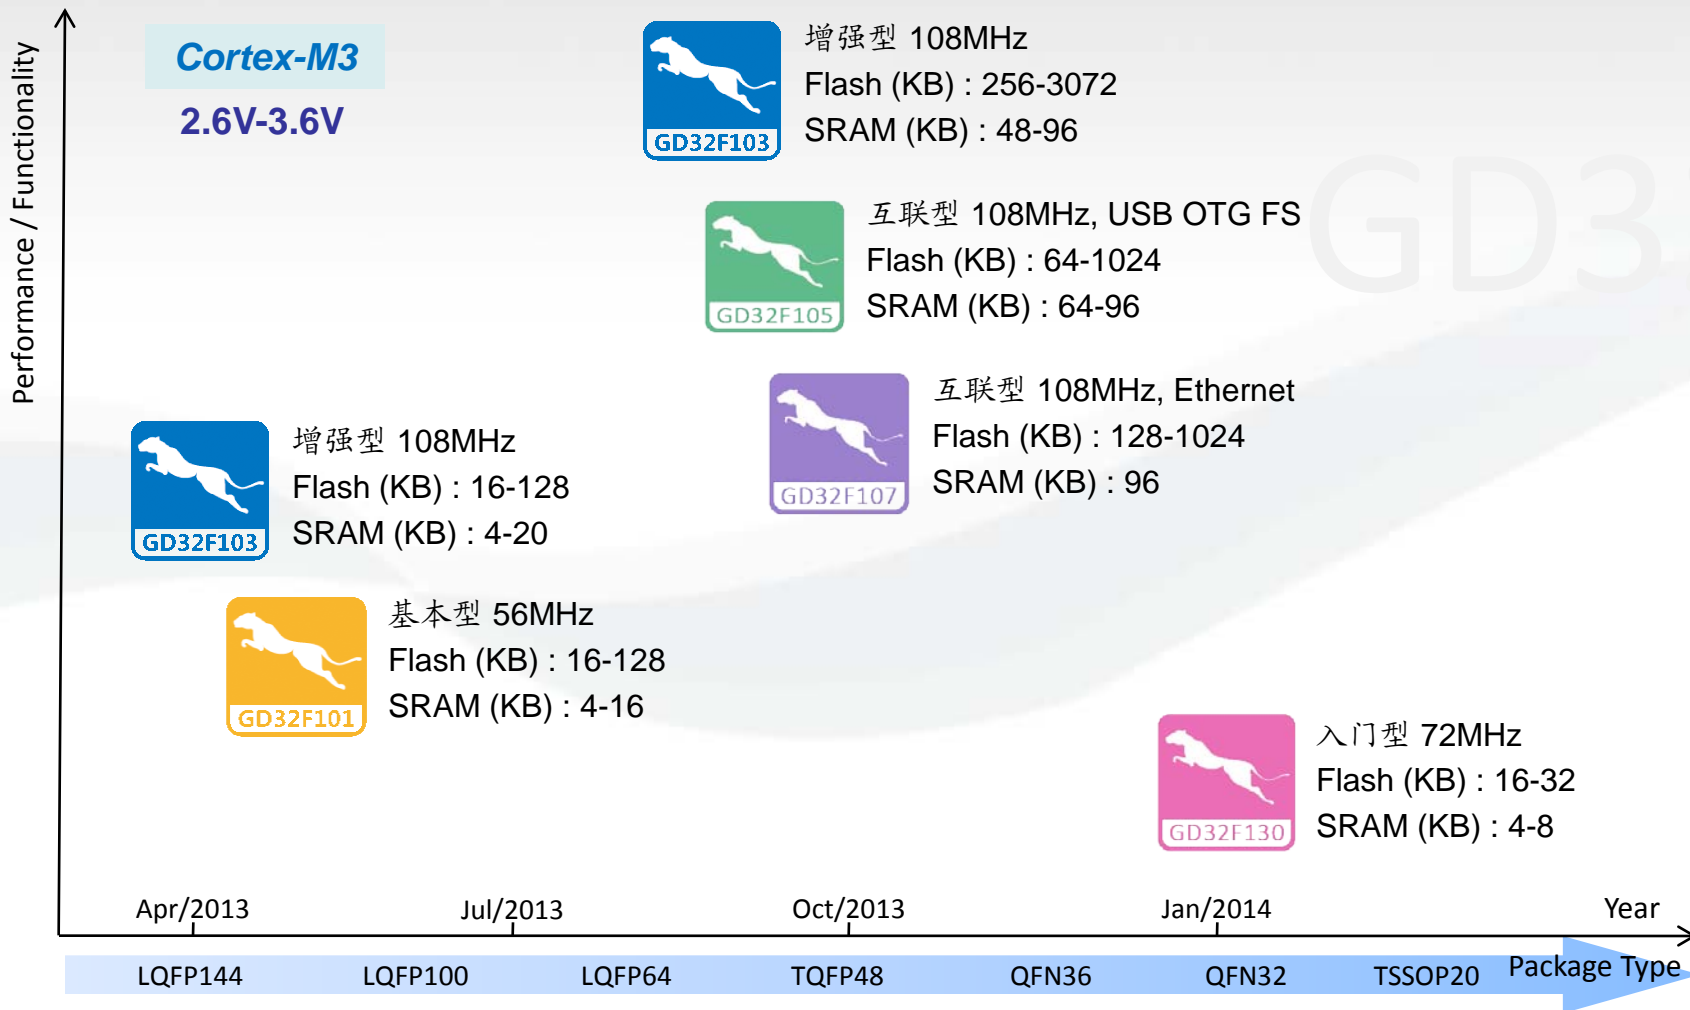 Performance / Functionality
Cortex-M3
2.6V-3.6V
GD32F103
增强型 108MHz
Flash (KB) : 256-3072
SRAM (KB) : 48-96
GD3
GD32F105
互联型 108MHz, USB OTG FS
Flash (KB) : 64-1024
SRAM (KB) : 64-96
GD32F107
互联型 108MHz, Ethernet
Flash (KB) : 128-1024
SRAM (KB) : 96
GD32F103
增强型 108MHz
Flash (KB) : 16-128
SRAM (KB) : 4-20
GD32F101
基本型 56MHz
Flash (KB) : 16-128
SRAM (KB) : 4-16
GD32F130
入门型 72MHz
Flash (KB) : 16-32
SRAM (KB) : 4-8
Apr/2013 Jul/2013 Oct/2013 Jan/2014 Year
LQFP144 LQFP100 LQFP64 TQFP48 QFN36 QFN32 TSSOP20 Package Type